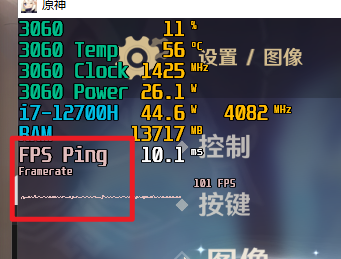 原神
3060 11 %
3060 Temp 56 °C
3060 Clock 1425 MHz
3060 Power 26.1 W
i7-12700H 44.6 W 4082 MHz
RAM 13717 MB
FPS Ping 10.1 ms
Framerate
101 FPS
设置 / 图像
控制
按键
图像